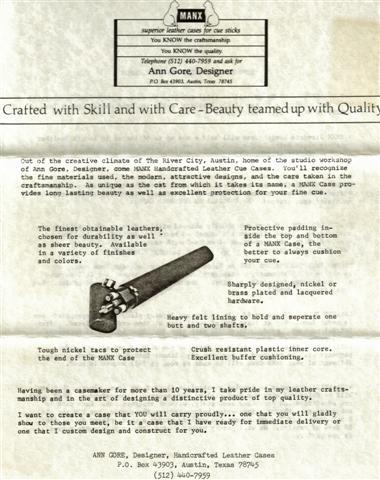 MANX
superior leather cases for cue sticks
You KNOW the craftsmanship.
You KNOW the quality.
Telephone (512) 440-7959 and ask for
Ann Gore, Designer
P.O. Box 43903, Austin, Texas 78745
Crafted with Skill and with Care - Beauty teamed up with Quality
Out of the creative climate of The River City, Austin, home of the studio workshop
of Ann Gore, Designer, come MANX Handcrafted Leather Cue Cases. You'll recognize
the fine materials used, the modern, attractive designs, and the care taken in the
craftsmanship. As unique as the cat from which it takes its name, a MANX Case pro-
vides long lasting beauty as well as excellent protection for your fine cue.
The finest obtainable leathers,
chosen for durability as well
as sheer beauty. Available
in a variety of finishes
and colors.
Protective padding in-
side the top and bottom
of a MANX Case, the
better to always cushion
your cue.
Sharply designed, nickel or
brass plated and lacquered
hardware.
Heavy felt lining to hold and seperate one
butt and two shafts.
Tough nickel tacs to protect
the end of the MANX Case
Crush resistant plastic inner core.
Excellent buffer cushioning.
Having been a casemaker for more than 10 years, I take pride in my leather crafts-
manship and in the art of designing a distinctive product of top quality.
I want to create a case that YOU will carry proudly... one that you will gladly
show to those you meet, be it a case that I have ready for immediate delivery or
one that I custom design and construct for you.
ANN GORE, Designer, Handcrafted Leather Cases
P.O. Box 43903, Austin, Texas 78745
(512) 440-7959